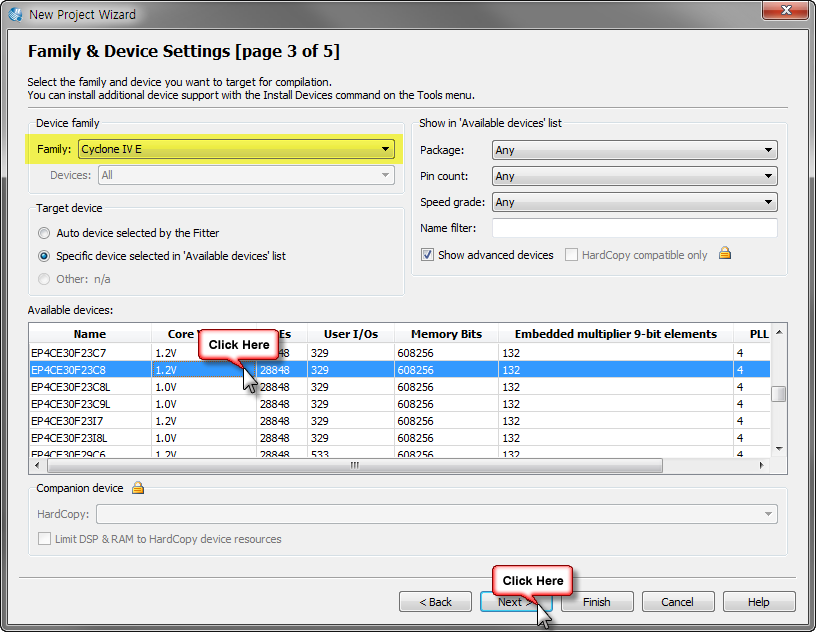 New Project Wizard
Family & Device Settings [page 3 of 5]
Select the family and device you want to target for compilation.
You can install additional device support with the Install Devices command on the Tools menu.
Device family
Family: Cyclone IV E
Devices: All
Show in 'Available devices' list
Package: Any
Pin count: Any
Speed grade: Any
Name filter:
Show advanced devices HardCopy compatible only
Target device
Auto device selected by the Fitter
Specific device selected in 'Available devices' list
Other: n/a
Available devices:
Name Core Es User I/Os Memory Bits Embedded multiplier 9-bit elements PLL
Click Here
EP4CE30F23C7 1.2V 48 329 608256 132 4
EP4CE30F23C8 1.2V 28848 329 608256 132 4
EP4CE30F23C8L 1.0V 28848 329 608256 132 4
EP4CE30F23C9L 1.0V 28848 329 608256 132 4
EP4CE30F23I7 1.2V 28848 329 608256 132 4
EP4CE30F23I8L 1.0V 28848 329 608256 132 4
EP4CE30F29C6 1.2V 28848 533 608256 132 4
Companion device
HardCopy:
Limit DSP & RAM to HardCopy device resources
Click Here
< Back Next > Finish Cancel Help